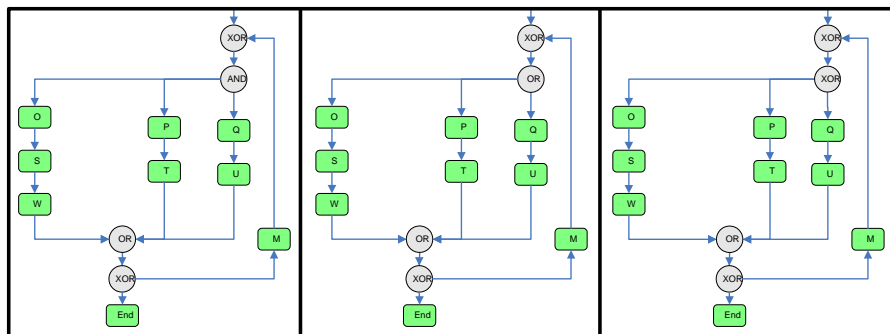 XOR XOR XOR
AND OR XOR
O P Q O P Q O P Q
S T U S T U S T U
W W W
OR M OR M OR M
XOR XOR XOR
End End End